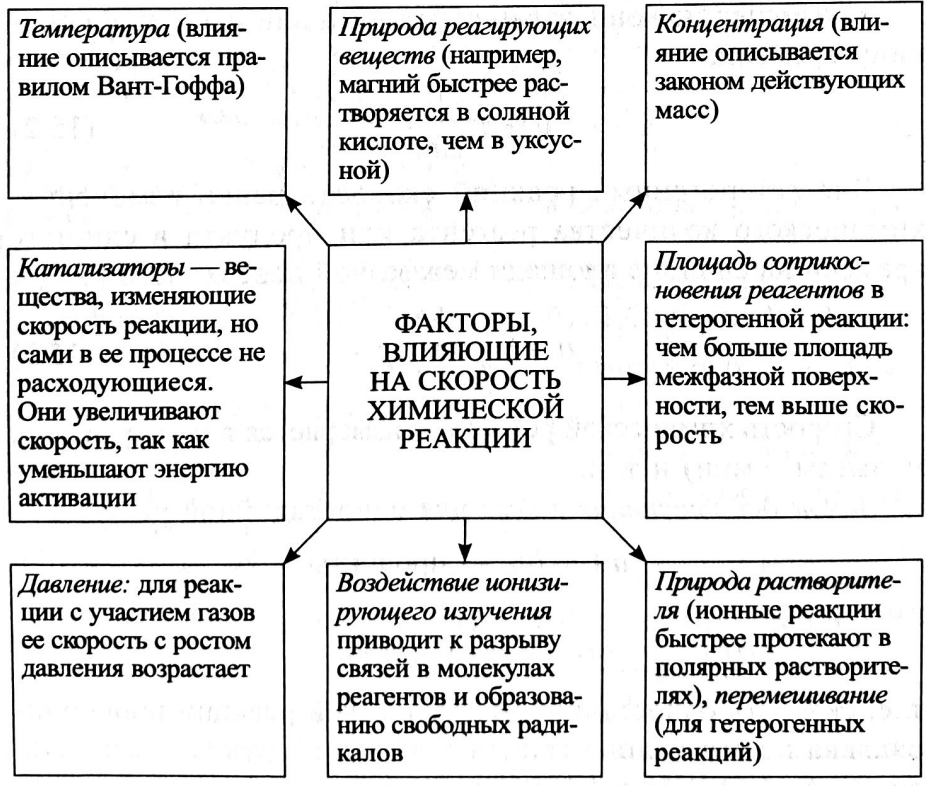 Температура (влия-
ние описывается пра-
вилом Вант-Гоффа)
Природа реагирующих
веществ (например,
магний быстрее рас-
творяется в соляной
кислоте, чем в уксус-
ной)
Концентрация (вли-
яние описывается
законом действующих
масс)
Катализаторы — ве-
щества, изменяющие
скорость реакции, но
сами в ее процессе не
расходующиеся.
Они увеличивают
скорость, так как
уменьшают энергию
активации
ФАКТОРЫ,
ВЛИЯЮЩИЕ
НА СКОРОСТЬ
ХИМИЧЕСКОЙ
РЕАКЦИИ
Площадь соприкос-
новения реагентов в
гетерогенной реакции:
чем больше площадь
межфазной поверх-
ности, тем выше ско-
рость
Давление: для реак-
ции с участием газов
ее скорость с ростом
давления возрастает
Воздействие ионизи-
рующего излучения
приводит к разрыву
связей в молекулах
реагентов и образова-
нию свободных ради-
калов
Природа растворите-
ля (ионные реакции
быстрее протекают в
полярных растворите-
лях), перемешивание
(для гетерогенных
реакций)